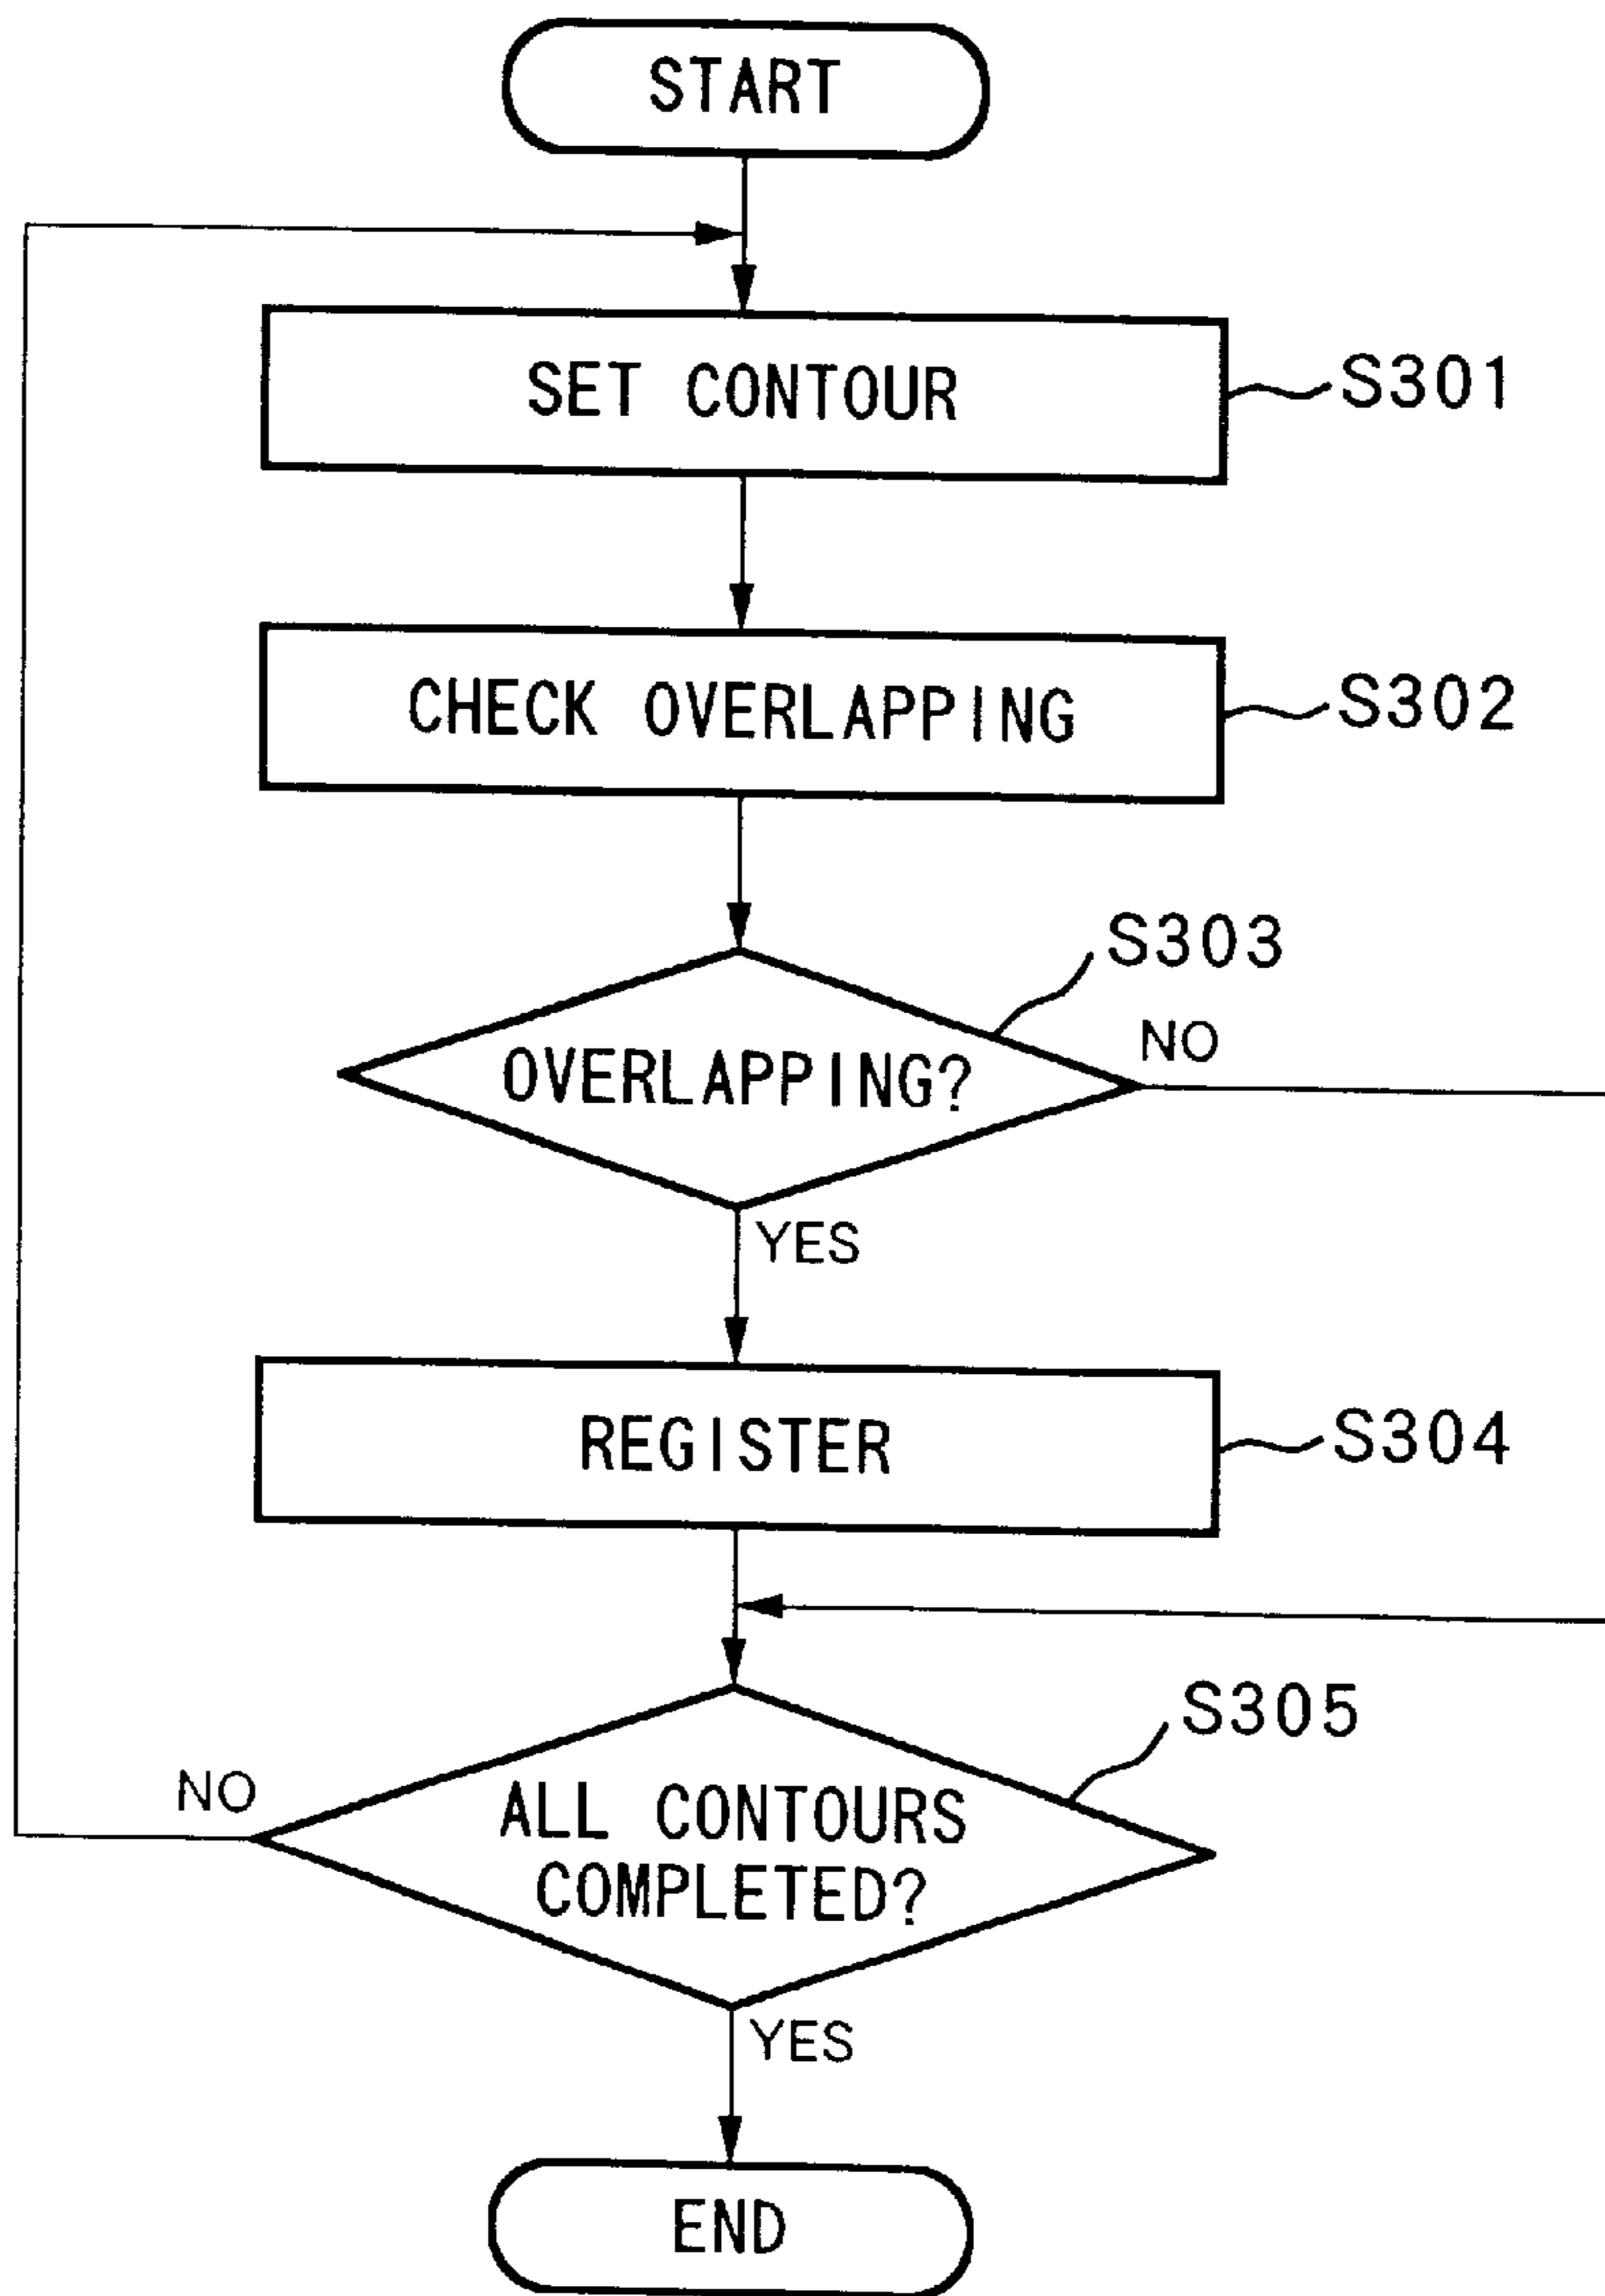 START
SET CONTOUR
S301
CHECK OVERLAPPING
S302
S303
OVERLAPPING?
NO
YES
REGISTER
S304
S305
NO
ALL CONTOURS
COMPLETED?
YES
END